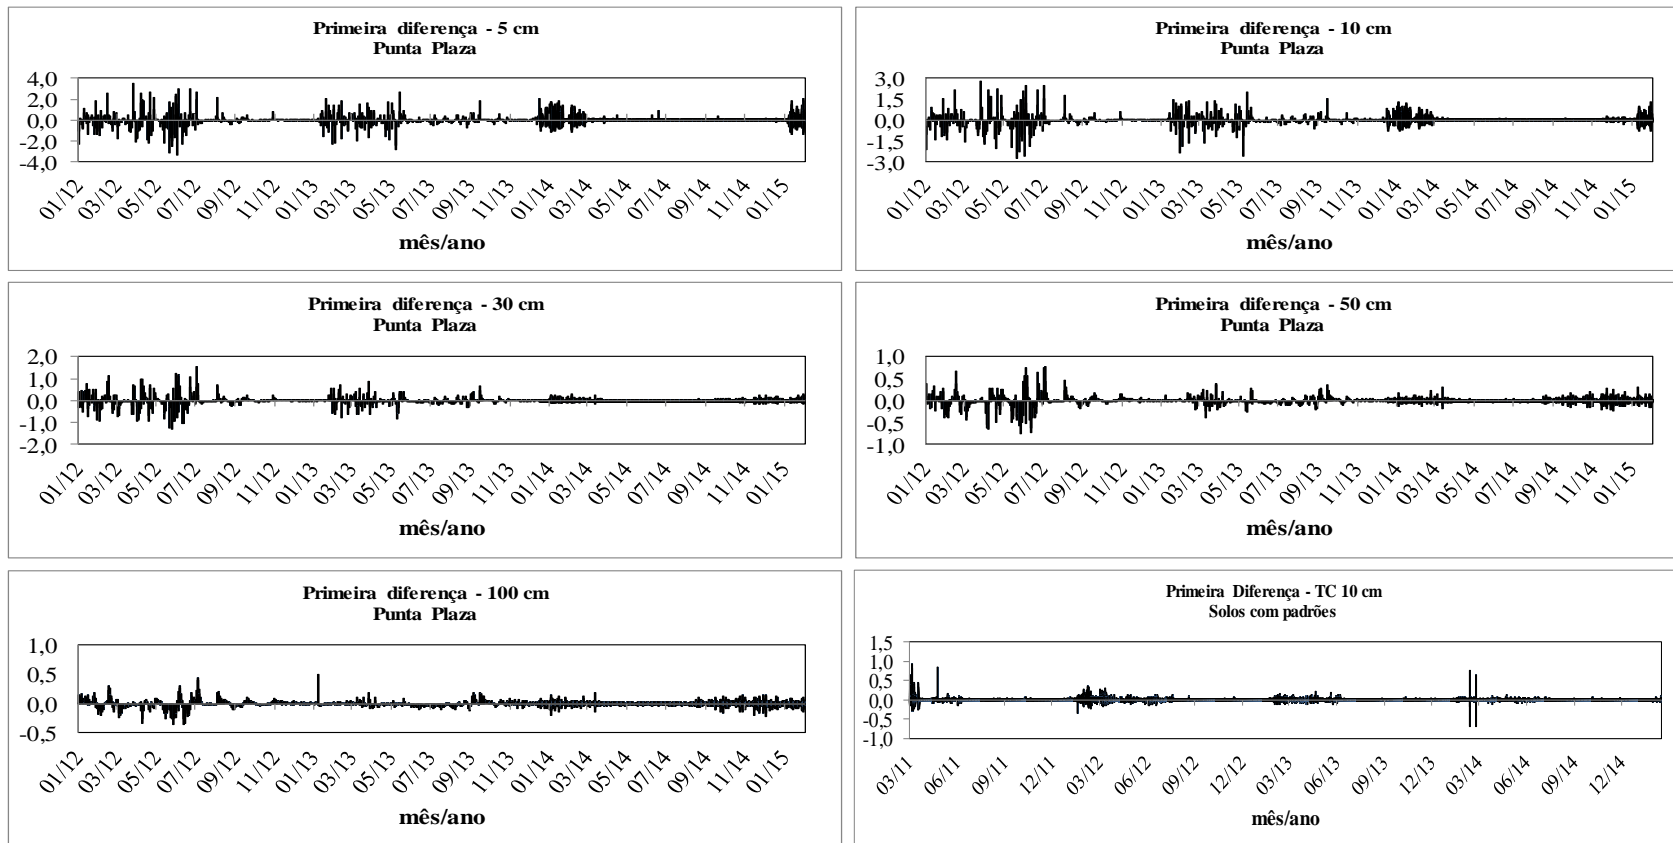 Primeira diferença - 5 cm
Punta Plaza
4,0
2,0
0,0
-2,0
-4,0
01/12 03/12 05/12 07/12 09/12 11/12 01/13 03/13 05/13 07/13 09/13 11/13 01/14 03/14 05/14 07/14 09/14 11/14 01/15
mês/ano
Primeira diferença - 10 cm
Punta Plaza
3,0
1,5
0,0
-1,5
-3,0
01/12 03/12 05/12 07/12 09/12 11/12 01/13 03/13 05/13 07/13 09/13 11/13 01/14 03/14 05/14 07/14 09/14 11/14 01/15
mês/ano
Primeira diferença - 30 cm
Punta Plaza
2,0
1,0
0,0
-1,0
-2,0
01/12 03/12 05/12 07/12 09/12 11/12 01/13 03/13 05/13 07/13 09/13 11/13 01/14 03/14 05/14 07/14 09/14 11/14 01/15
mês/ano
Primeira diferença - 50 cm
Punta Plaza
1,0
0,5
0,0
-0,5
-1,0
01/12 03/12 05/12 07/12 09/12 11/12 01/13 03/13 05/13 07/13 09/13 11/13 01/14 03/14 05/14 07/14 09/14 11/14 01/15
mês/ano
Primeira diferença - 100 cm
Punta Plaza
1,0
0,5
0,0
-0,5
01/12 03/12 05/12 07/12 09/12 11/12 01/13 03/13 05/13 07/13 09/13 11/13 01/14 03/14 05/14 07/14 09/14 11/14 01/15
mês/ano
Primeira Diferença - TC 10 cm
Solos com padrões
1,5
1,0
0,5
0,0
-0,5
-1,0
03/11 06/11 09/11 12/11 03/12 06/12 09/12 12/12 03/13 06/13 09/13 12/13 03/14 06/14 09/14 12/14
mês/ano